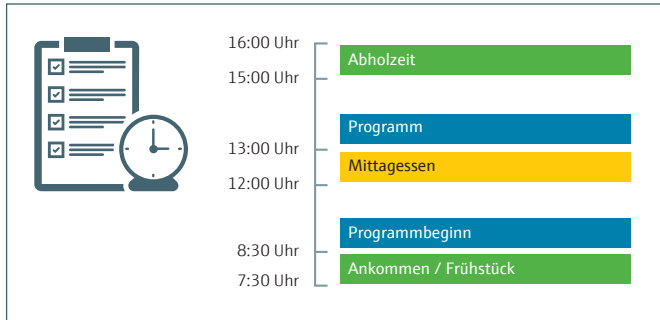 16:00 Uhr
Abholzeit
15:00 Uhr
Programm
13:00 Uhr
Mittagessen
12:00 Uhr
Programmbeginn
8:30 Uhr
Ankommen / Frühstück
7:30 Uhr